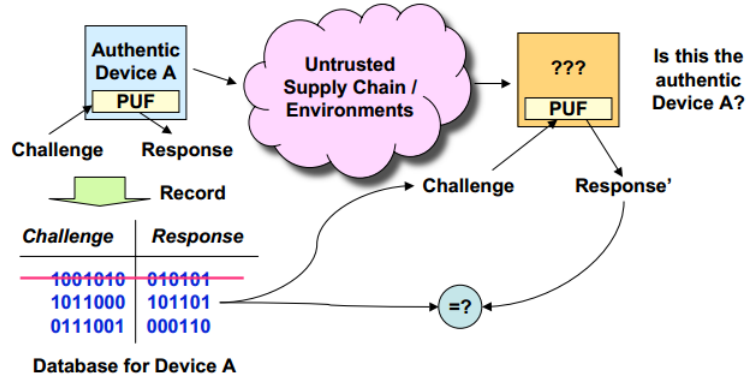 Authentic
Device A
PUF
Challenge
Response
Untrusted
Supply Chain /
Environments
???
PUF
Is this the
authentic
Device A?
Challenge
Response’
Record
Challenge Response
1001010 010101
1011000 101101
0111001 000110
=?
Database for Device A